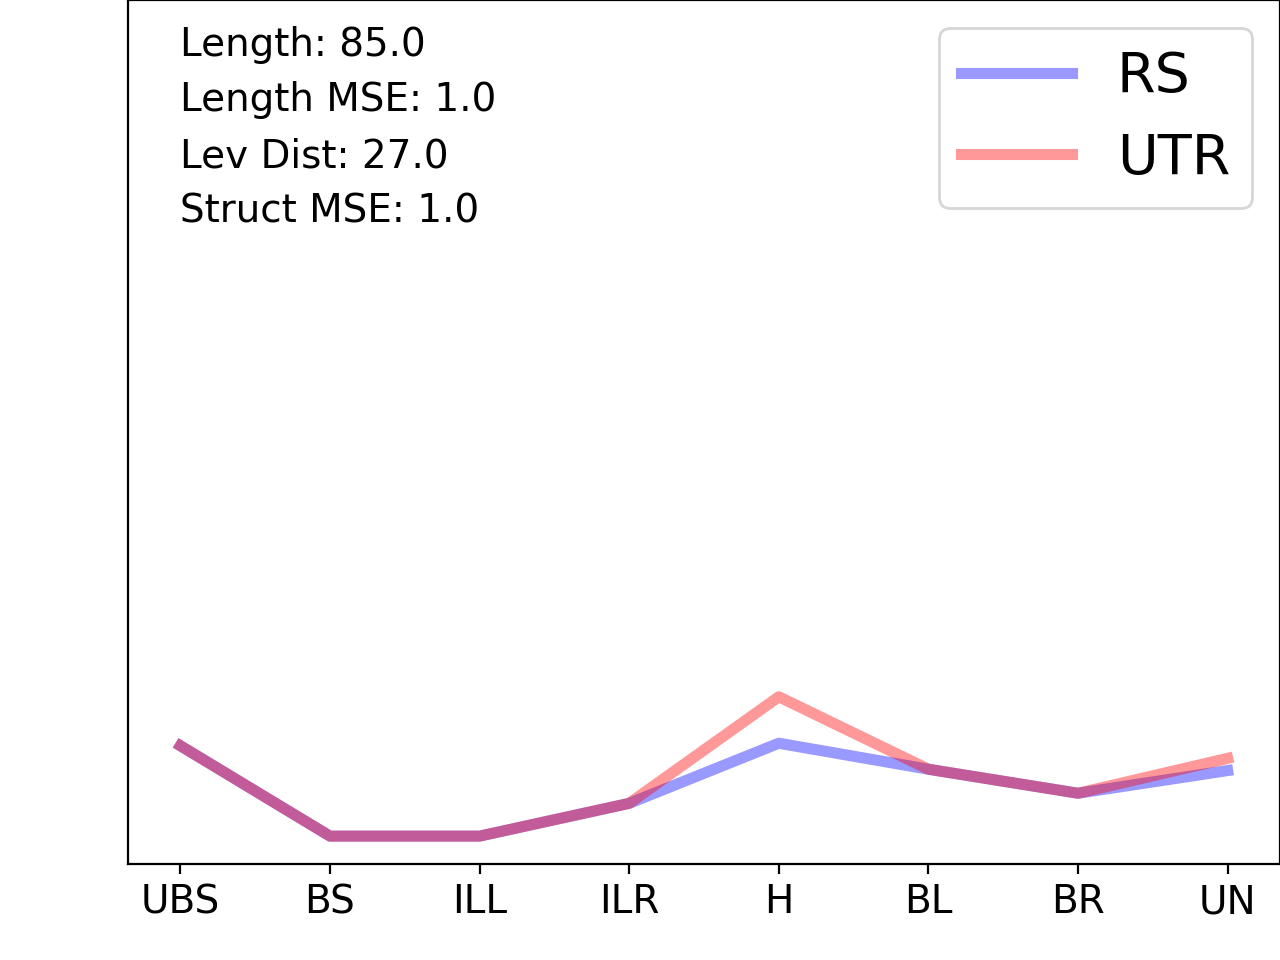 Length: 85.0
Length MSE: 1.0
Lev Dist: 27.0
Struct MSE: 1.0
RS
UTR
UBS BS ILL ILR H BL BR UN